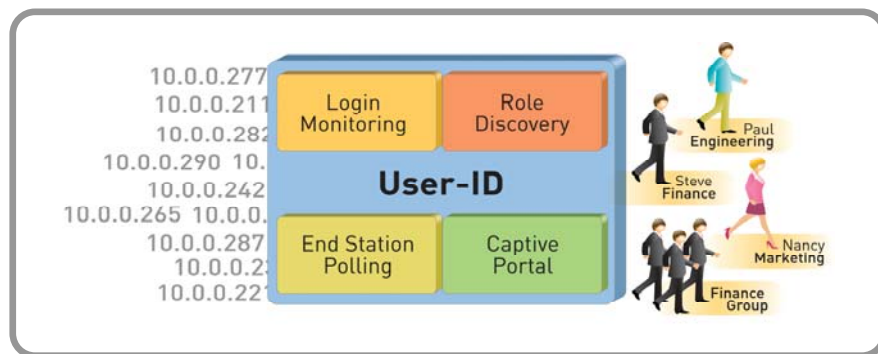 10.0.0.277
10.0.0.211
10.0.0.282
10.0.0.290 10.
10.0.0.242
10.0.0.265 10.0.0.
10.0.0.287
10.0.0.23
10.0.0.221
Login
Monitoring
Role
Discovery
User-ID
End Station
Polling
Captive
Portal
Paul
Engineering
Steve
Finance
Nancy
Marketing
Finance
Group